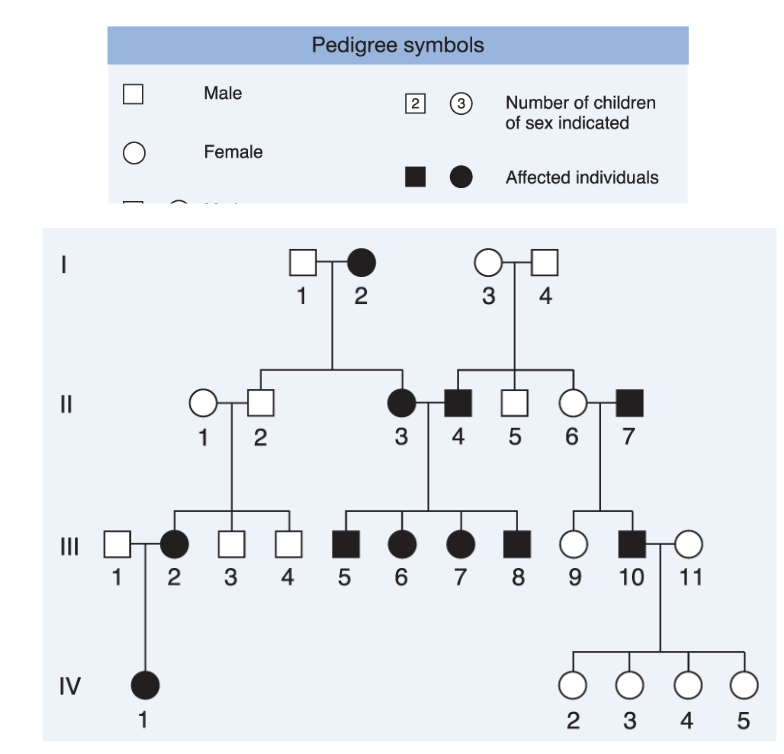 Pedigree symbols
Male
2 3 Number of children
of sex indicated
Female
Affected individuals
I
1 2 3 4
II
1 2 3 4 5 6 7
III
1 2 3 4 5 6 7 8 9 10 11
IV
1 2 3 4 5